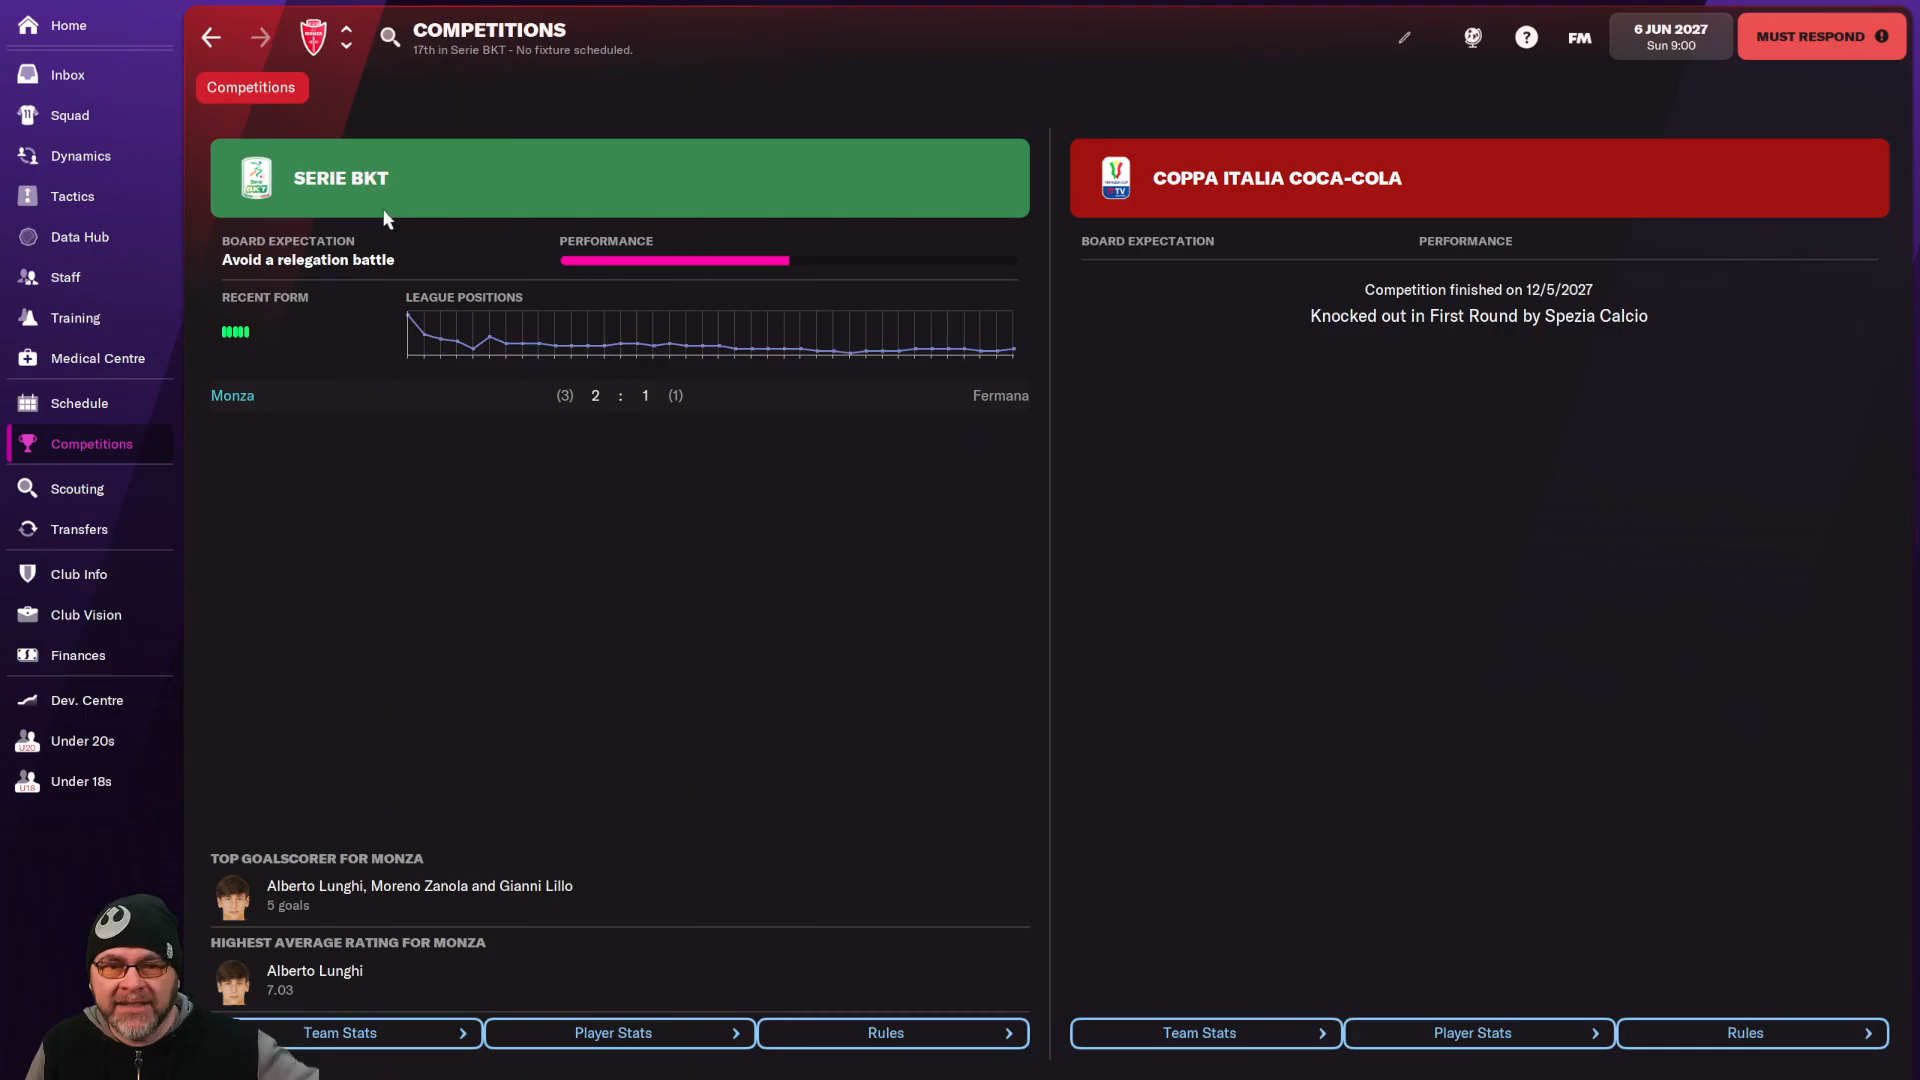 Home
Inbox
Squad
Dynamics
Tactics
Data Hub
Staff
Training
Medical Centre
Schedule
Competitions
Scouting
Transfers
Club Info
Club Vision
Finances
Dev. Centre
Under 20s
Under 18s
COMPETITIONS
17th in Serie BKT - No fixture scheduled.
FM
6 JUN 2027
Sun 9:00
MUST RESPOND
Competitions
SERIE BKT
BOARD EXPECTATION
Avoid a relegation battle
PERFORMANCE
RECENT FORM
LEAGUE POSITIONS
Monza (3) 2 : 1 (1) Fermana
TOP GOALSCORER FOR MONZA
Alberto Lunghi, Moreno Zanola and Gianni Lillo
5 goals
HIGHEST AVERAGE RATING FOR MONZA
Alberto Lunghi
7.03
Team Stats
Player Stats
Rules
COPPA ITALIA COCA-COLA
BOARD EXPECTATION
PERFORMANCE
Competition finished on 12/5/2027
Knocked out in First Round by Spezia Calcio
Team Stats
Player Stats
Rules